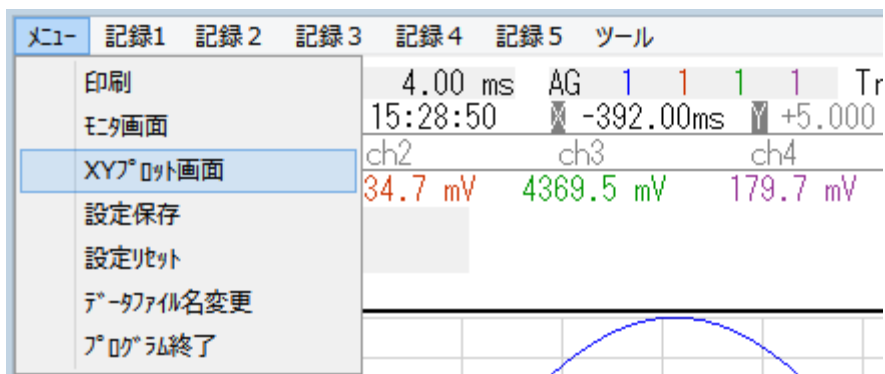 ﾒﾆｭｰ 記録1 記録2 記録3 記録4 記録5 ツール
印刷
ﾓﾆﾀ画面
XYﾌﾟﾛｯﾄ画面
設定保存
設定ﾘｾｯﾄ
ﾃﾞｰﾀﾌｧｲﾙ名変更
ﾌﾟﾛｸﾞﾗﾑ終了
4.00 ms AG 1 1 1 1 Tr
15:28:50 X -392.00ms Y +5.000
ch2 ch3 ch4
34.7 mV 4369.5 mV 179.7 mV